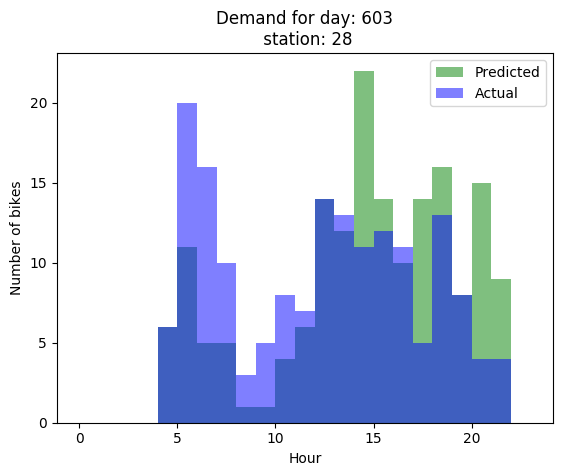 Demand for day: 603
station: 28
Predicted
Actual
Number of bikes
20
15
10
5
0
0
5
10
15
20
Hour